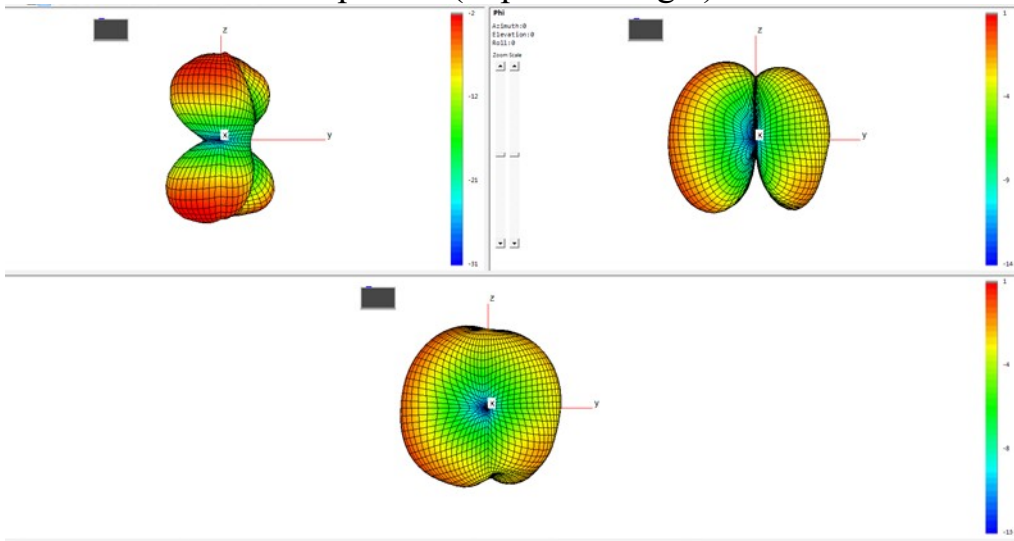 -2
-12
-21
-31
z
x
y
Phi
Azimuth:0
Elevation:0
Roll:0
Zoom Scale
z
x
y
1
-4
-9
-14
z
x
y
1
-4
-8
-13